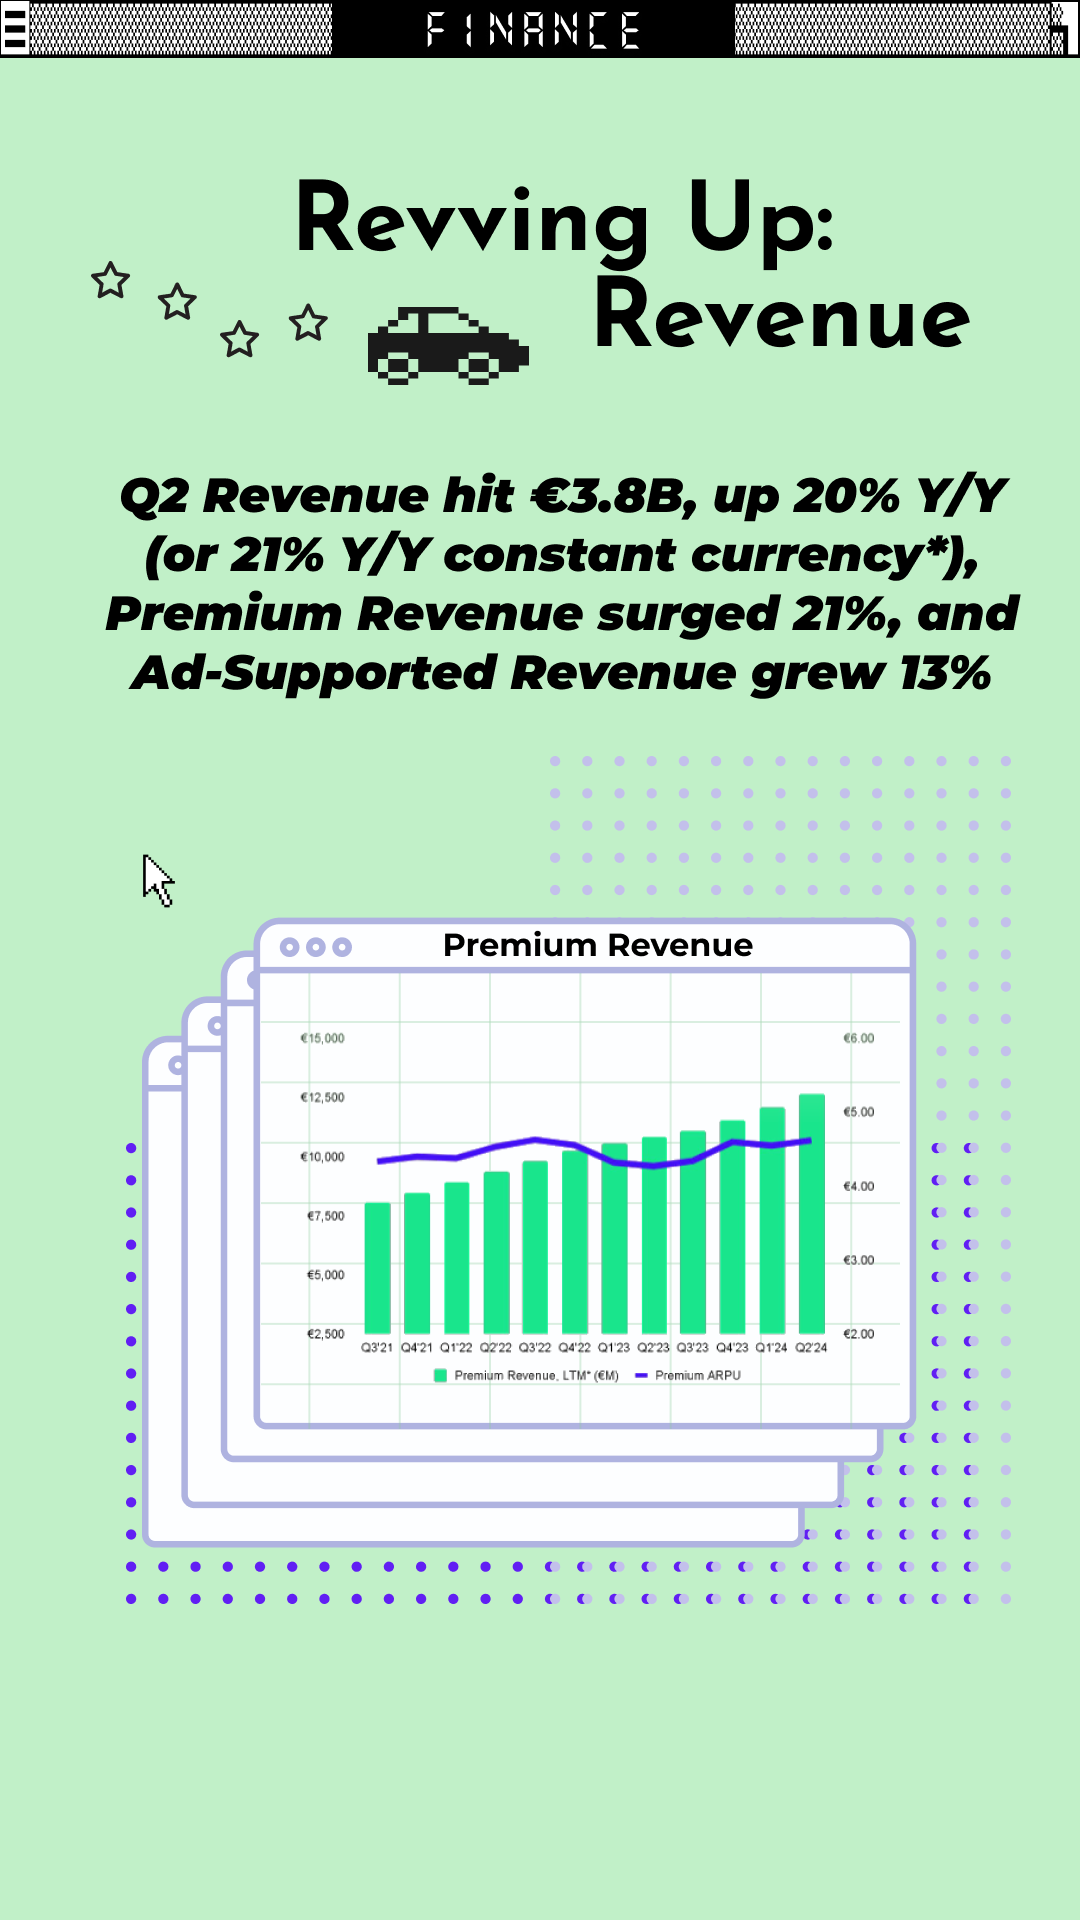 FINANCE
Revving Up:
Revenue
Q2 Revenue hit €3.8B, up 20% Y/Y
(or 21% Y/Y constant currency*),
Premium Revenue surged 21%, and
Ad-Supported Revenue grew 13%
Premium Revenue
€15,000
€12,500
€10,000
€7,500
€5,000
€2,500
€6.00
€5.00
€4.00
€3.00
€2.00
Q3'21 Q4'21 Q1'22 Q2'22 Q3'22 Q4'22 Q1'23 Q2'23 Q3'23 Q4'23 Q1'24 Q2'24
Premium Revenue, LTM* (€M) Premium ARPU